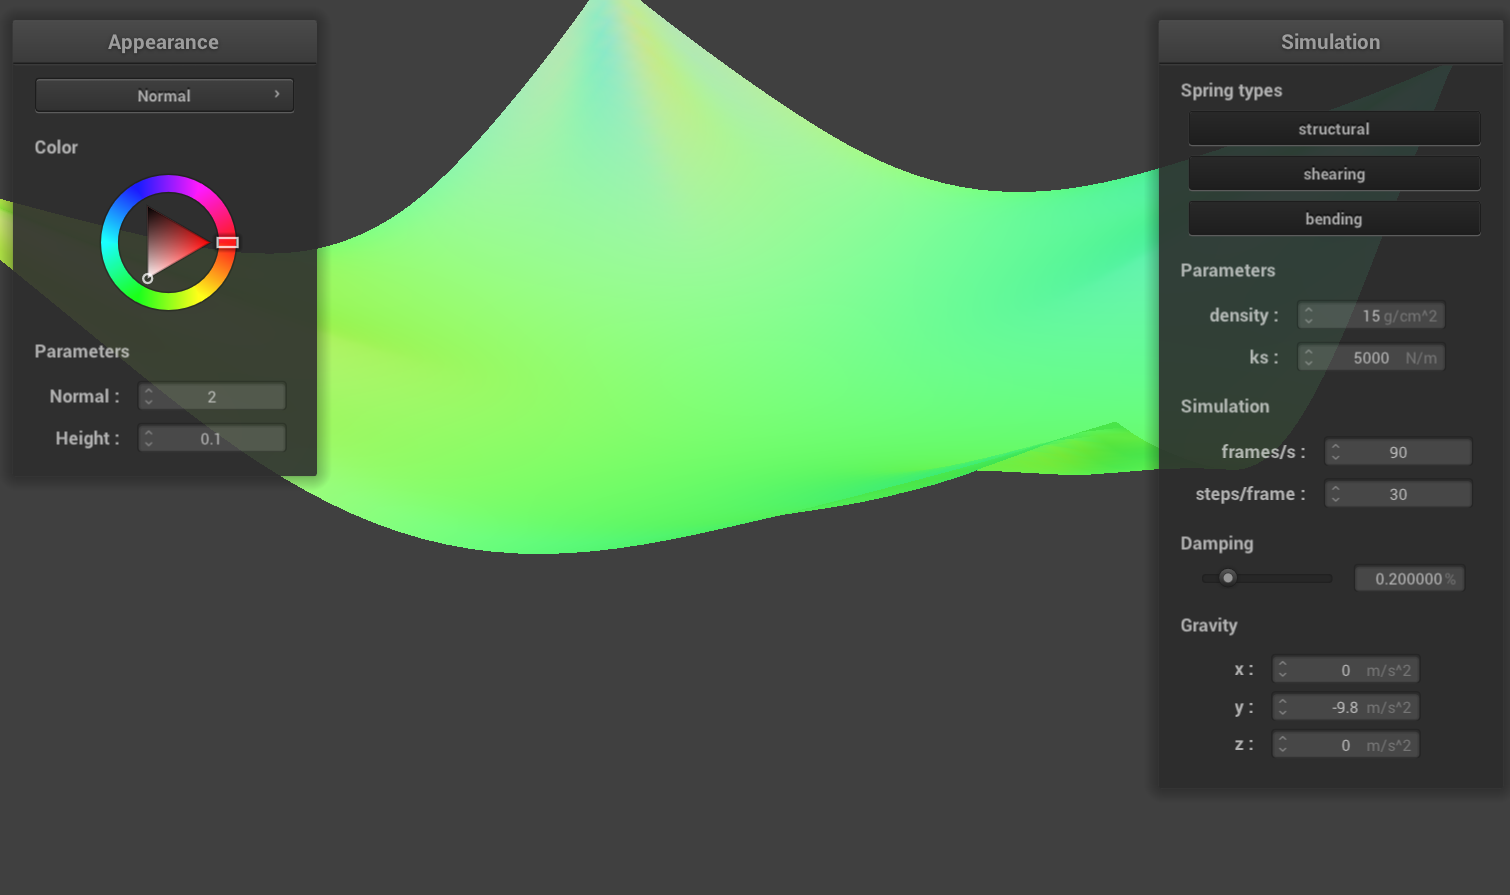 Appearance
Normal
Color
Parameters
Normal : 2
Height : 0.1
Simulation
Spring types
structural
shearing
bending
Parameters
density : 15 g/cm^2
ks : 5000 N/m
Simulation
frames/s : 90
steps/frame : 30
Damping
0.200000 %
Gravity
x : 0 m/s^2
y : -9.8 m/s^2
z : 0 m/s^2